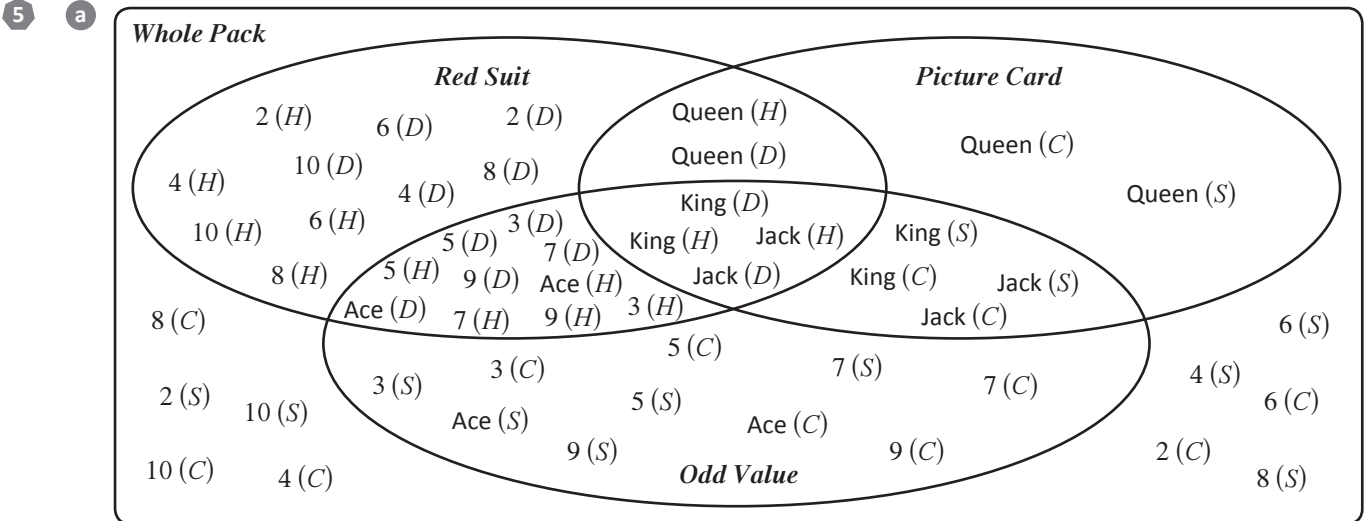 5 a
Whole Pack
Red Suit
Picture Card
2 (H)
6 (D)
2 (D)
10 (D)
8 (D)
4 (H)
4 (D)
10 (H)
6 (H)
8 (H)
Queen (H)
Queen (D)
Queen (C)
Queen (S)
King (D)
King (H)
Jack (H)
Jack (D)
King (S)
King (C)
Jack (S)
Jack (C)
3 (D)
5 (D)
7 (D)
5 (H)
9 (D)
Ace (H)
Ace (D)
7 (H)
9 (H)
3 (H)
8 (C)
2 (S)
10 (S)
10 (C)
4 (C)
5 (C)
3 (C)
3 (S)
7 (S)
7 (C)
5 (S)
Ace (S)
Ace (C)
9 (S)
9 (C)
Odd Value
6 (S)
4 (S)
6 (C)
2 (C)
8 (S)